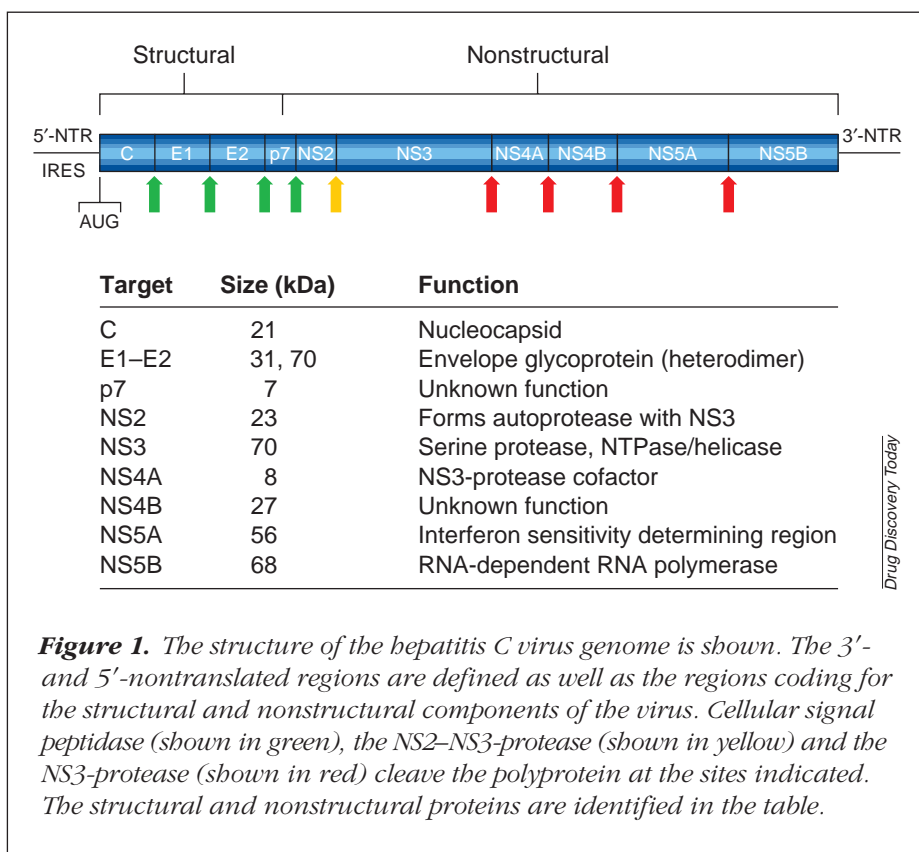 Structural Nonstructural
5′-NTR 3′-NTR
C E1 E2 p7 NS2 NS3 NS4A NS4B NS5A NS5B
IRES
AUG
Target Size (kDa) Function
C 21 Nucleocapsid
E1–E2 31, 70 Envelope glycoprotein (heterodimer)
p7 7 Unknown function
NS2 23 Forms autoprotease with NS3
NS3 70 Serine protease, NTPase/helicase
NS4A 8 NS3-protease cofactor
NS4B 27 Unknown function
NS5A 56 Interferon sensitivity determining region
NS5B 68 RNA-dependent RNA polymerase
Drug Discovery Today
Figure 1. The structure of the hepatitis C virus genome is shown. The 3′-
and 5′-nontranslated regions are defined as well as the regions coding for
the structural and nonstructural components of the virus. Cellular signal
peptidase (shown in green), the NS2–NS3-protease (shown in yellow) and the
NS3-protease (shown in red) cleave the polyprotein at the sites indicated.
The structural and nonstructural proteins are identified in the table.